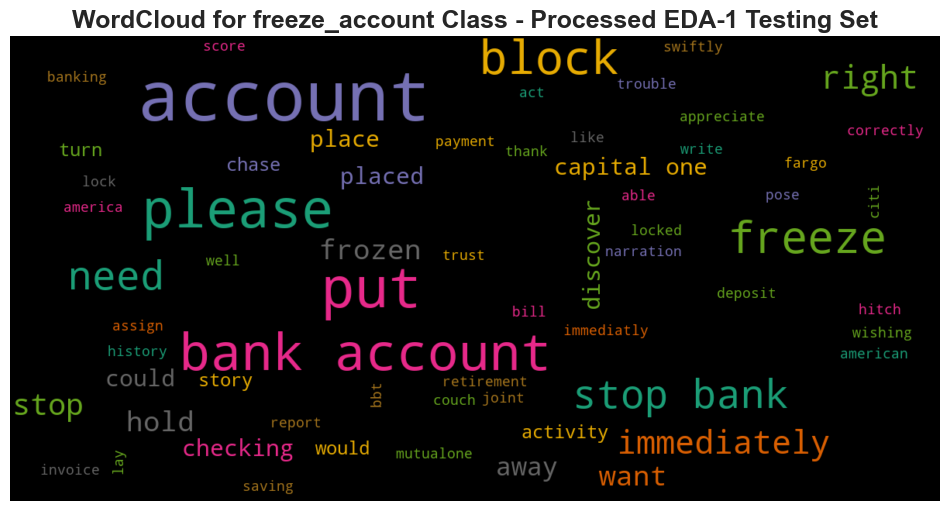 WordCloud for freeze_account Class - Processed EDA-1 Testing Set
score
block
swiftly
banking
account
act
trouble
right
appreciate
correctly
turn
place
payment
thank
like
write
chase
placed
capital one
fargo
lock
america
please
able
pose
citi
discover
frozen
locked
narration
freeze
well
trust
need
put
deposit
bill
hitch
assign
immediatly
wishing
history
bank account
american
could
story
bbt
retirement
couch
joint
stop bank
stop
hold
report
checking
would
activity
immediately
mutualone
invoice
lay
away
want
saving